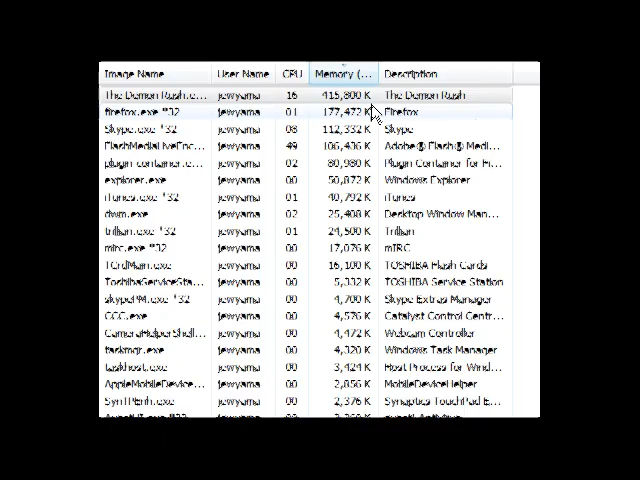 Image Name User Name CPU Memory (... Description
The Demon Rush.e... jewyama 16 415,800 K The Demon Rush
firefox.exe *32 jewyama 01 177,472 K Firefox
Skype.exe *32 jewyama 08 112,332 K Skype
FlashMediaLiveEnc... jewyama 49 106,436 K Adobe® Flash® Medi...
plugin-container.e... jewyama 02 80,980 K Plugin Container for Fi...
explorer.exe jewyama 00 50,872 K Windows Explorer
iTunes.exe *32 jewyama 01 40,792 K iTunes
dwm.exe jewyama 02 25,408 K Desktop Window Man...
trillian.exe *32 jewyama 01 24,500 K Trillian
mirc.exe *32 jewyama 00 17,076 K mIRC
TCrdMain.exe jewyama 00 16,100 K TOSHIBA Flash Cards
ToshibaServiceSta... jewyama 00 5,332 K TOSHIBA Service Station
skypePM.exe *32 jewyama 00 4,700 K Skype Extras Manager
CCC.exe jewyama 00 4,576 K Catalyst Control Centr...
CameraHelperShell... jewyama 00 4,472 K Webcam Controller
taskmgr.exe jewyama 00 4,320 K Windows Task Manager
taskhost.exe jewyama 00 3,424 K Host Process for Wind...
AppleMobileDevice... jewyama 00 2,856 K MobileDeviceHelper
SynTPEnh.exe jewyama 00 2,376 K Synaptics TouchPad E...
jewyama 00